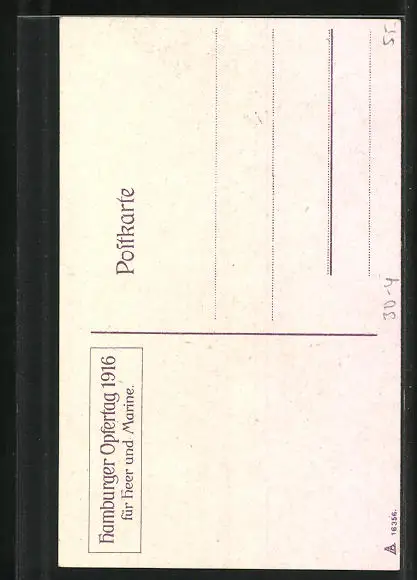 Hamburger Opfertag 1916
für Heer und Marine.
Poſtkarte
16356.
30-4
55